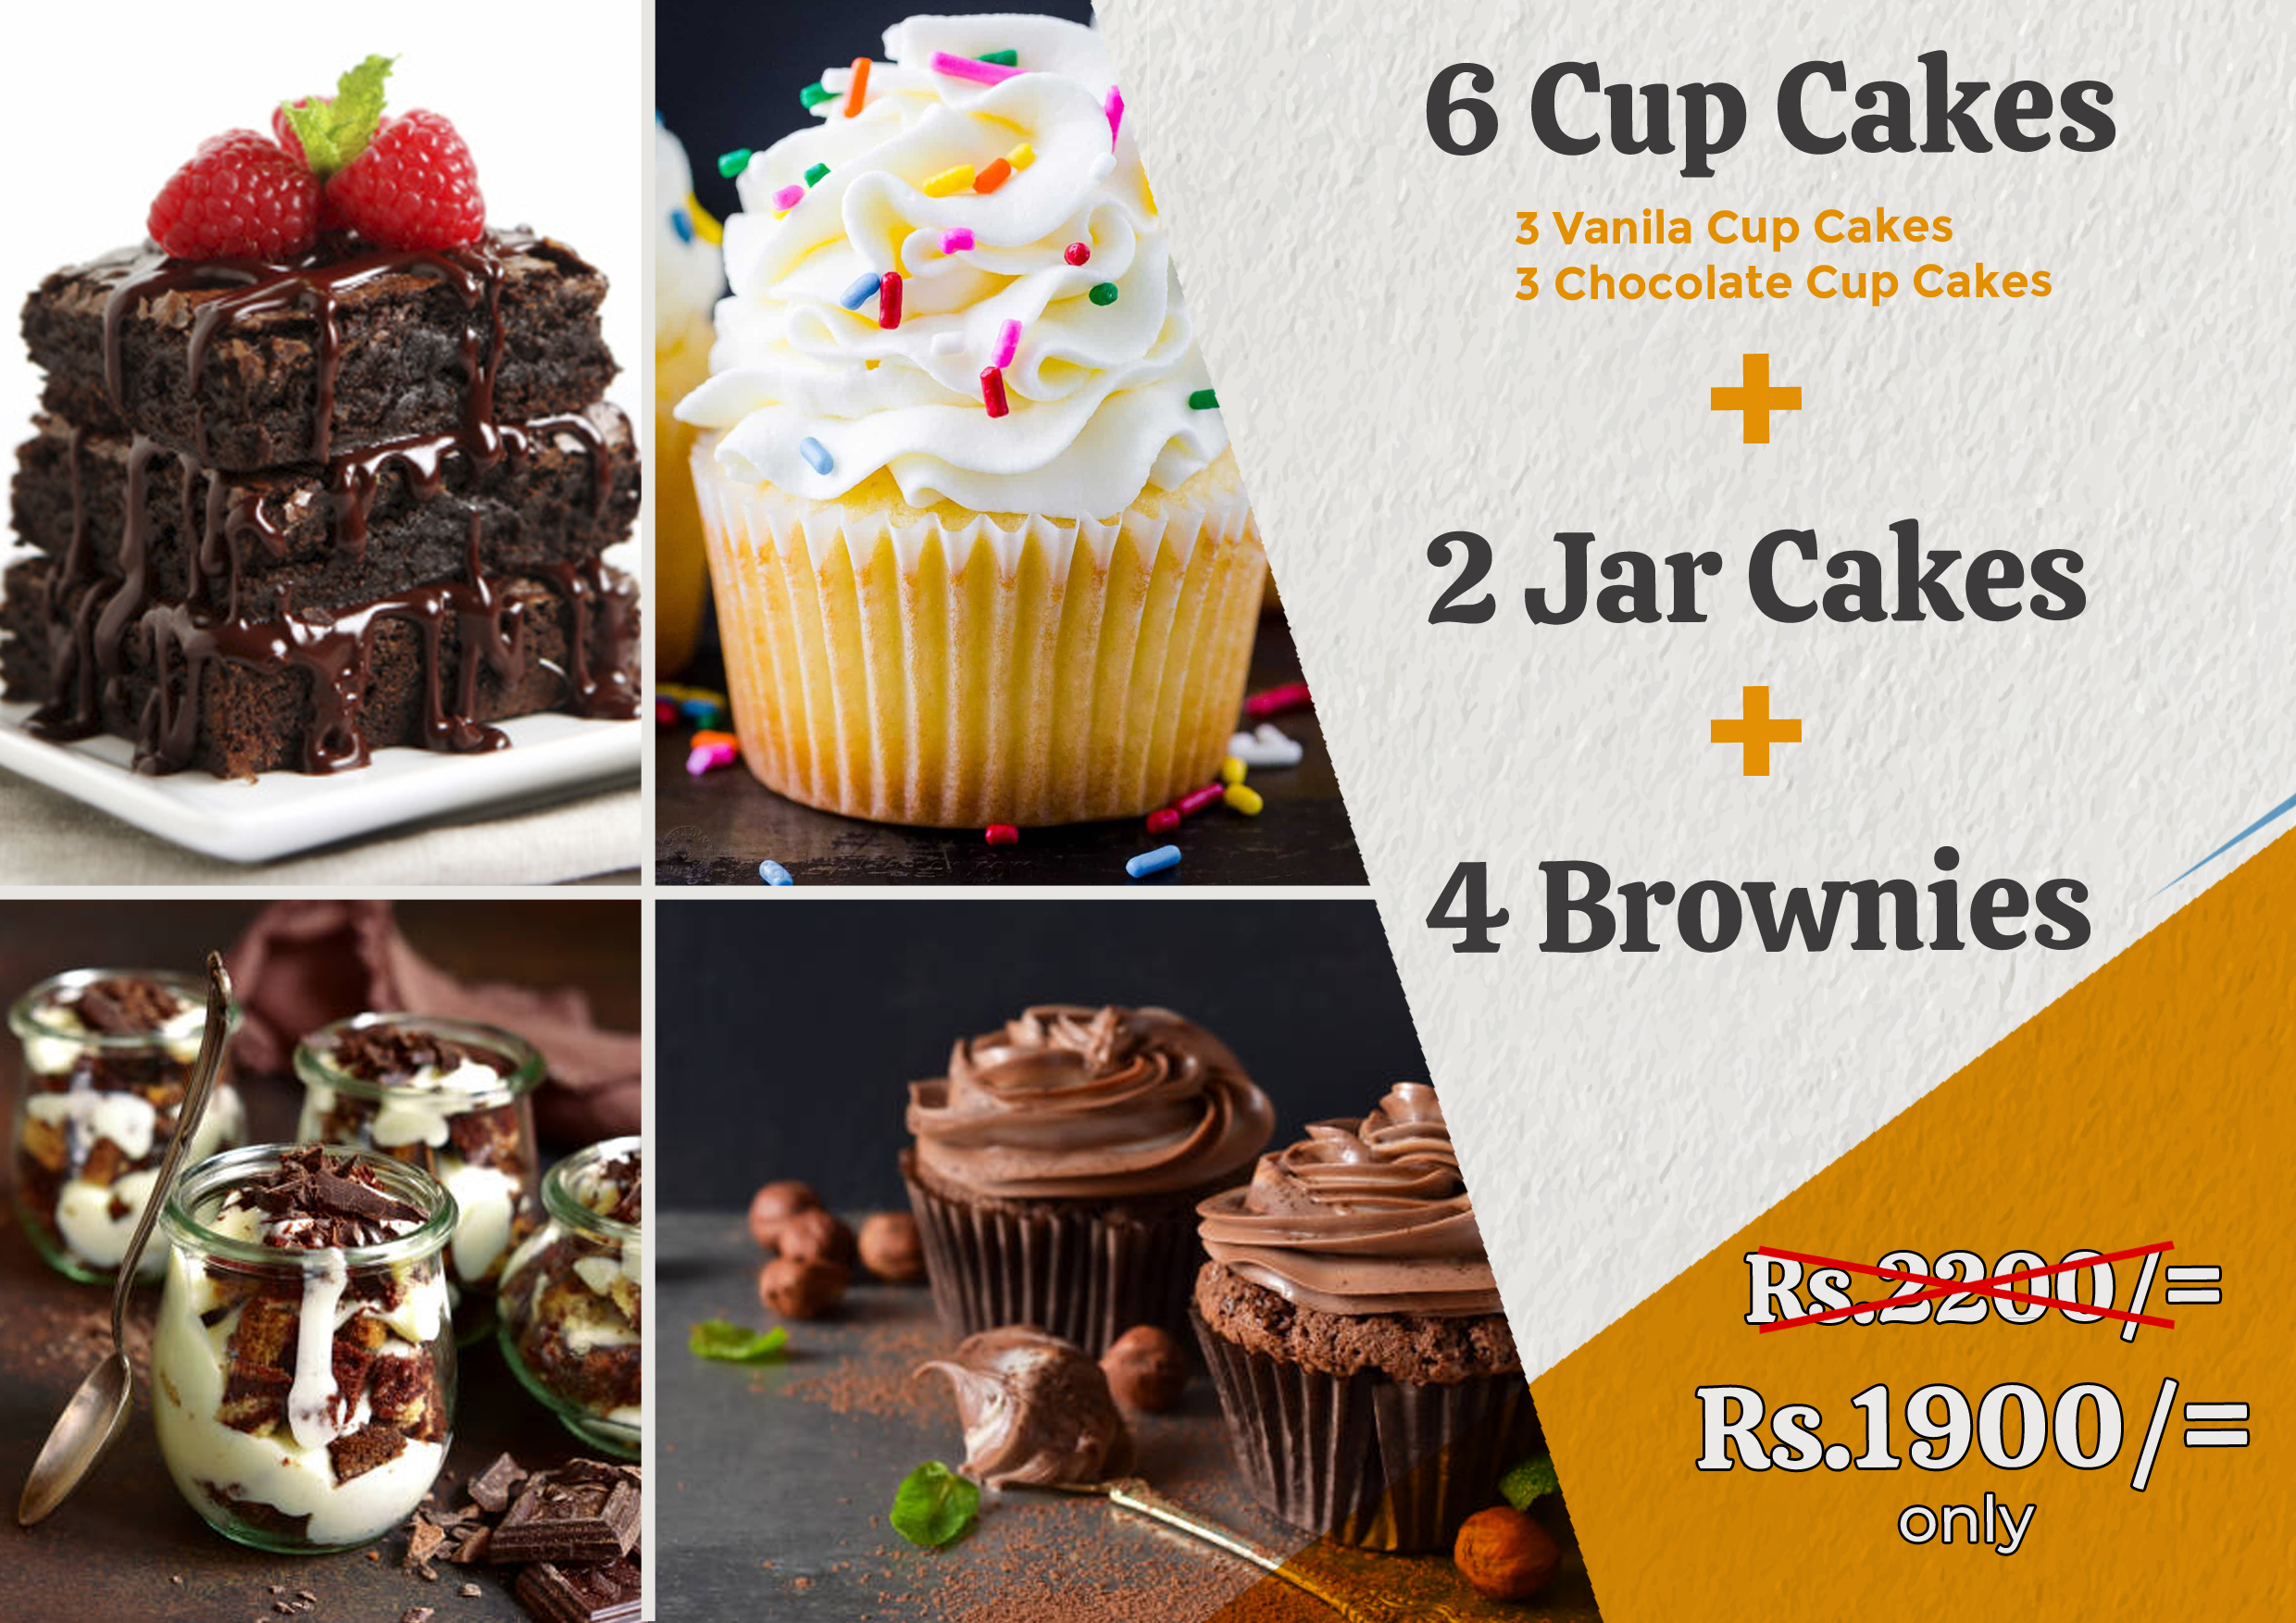 6 Cup Cakes
3 Vanila Cup Cakes
3 Chocolate Cup Cakes
+
2 Jar Cakes
+
4 Brownies
Rs.2200/=
Rs.1900/=
only